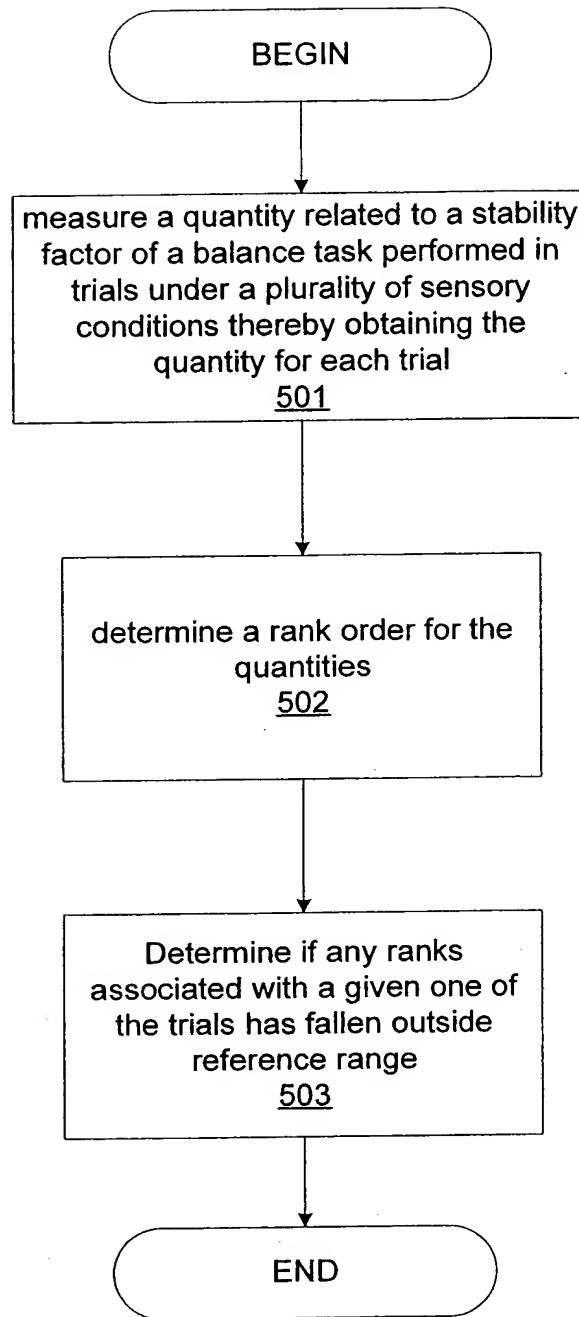 BEGIN
measure a quantity related to a stability
factor of a balance task performed in
trials under a plurality of sensory
conditions thereby obtaining the
quantity for each trial
501
determine a rank order for the
quantities
502
Determine if any ranks
associated with a given one of
the trials has fallen outside
reference range
503
END